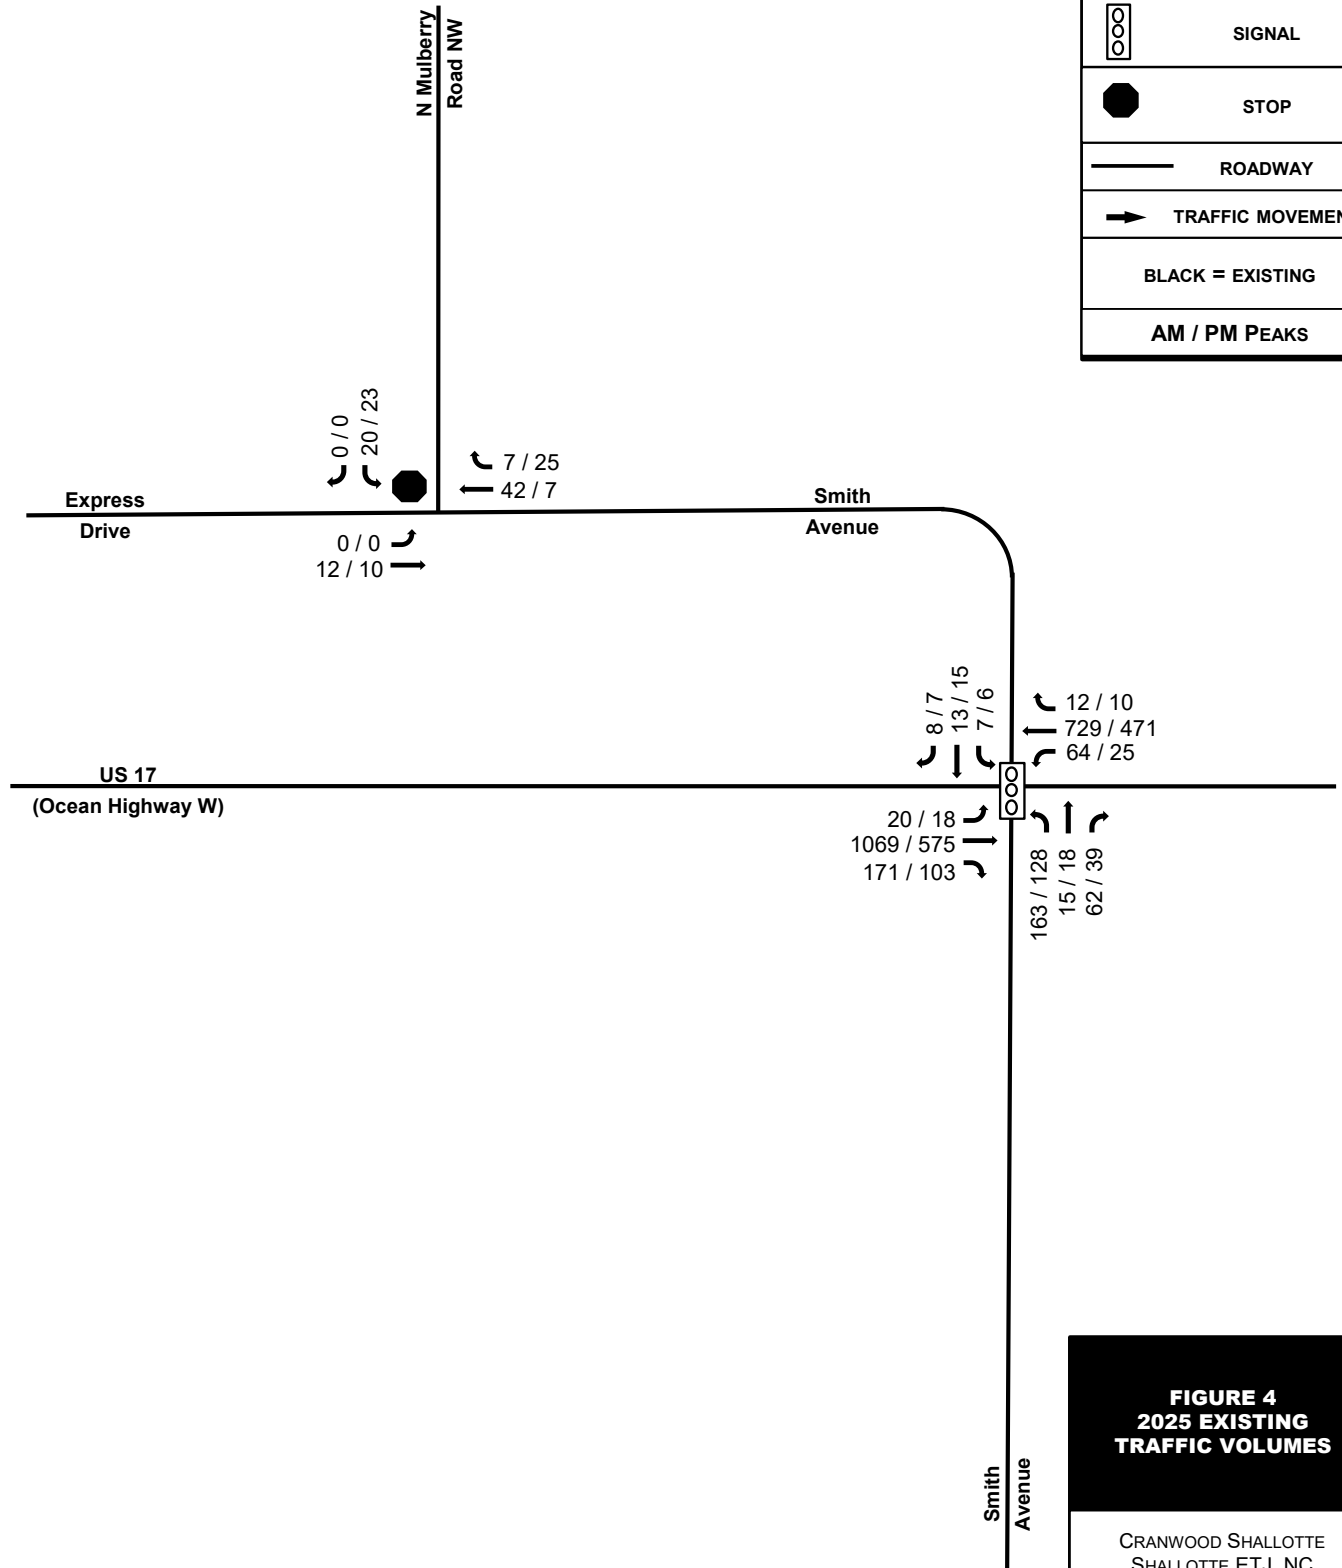 SIGNAL
STOP
ROADWAY
BLACK = EXISTING
AM / PM PEAKS
TRAFFIC
N Mulberry
Road NW
0 / 0
20 / 23
7 / 25
42 / 7
Express
Drive
Smith
Avenue
0 / 0
12 / 10
8 / 7
13 / 15
7 / 6
12 / 10
729 / 471
64 / 25
US 17
(Ocean Highway W)
20 / 18
1069 / 575
171 / 103
163 / 128
15 / 18
62 / 39
Smith
Avenue
FIGURE 4
2025 EXISTING
TRAFFIC VOLUMES
CRANWOOD SHALLOTTE
SHALLOTTE ETJ, NC